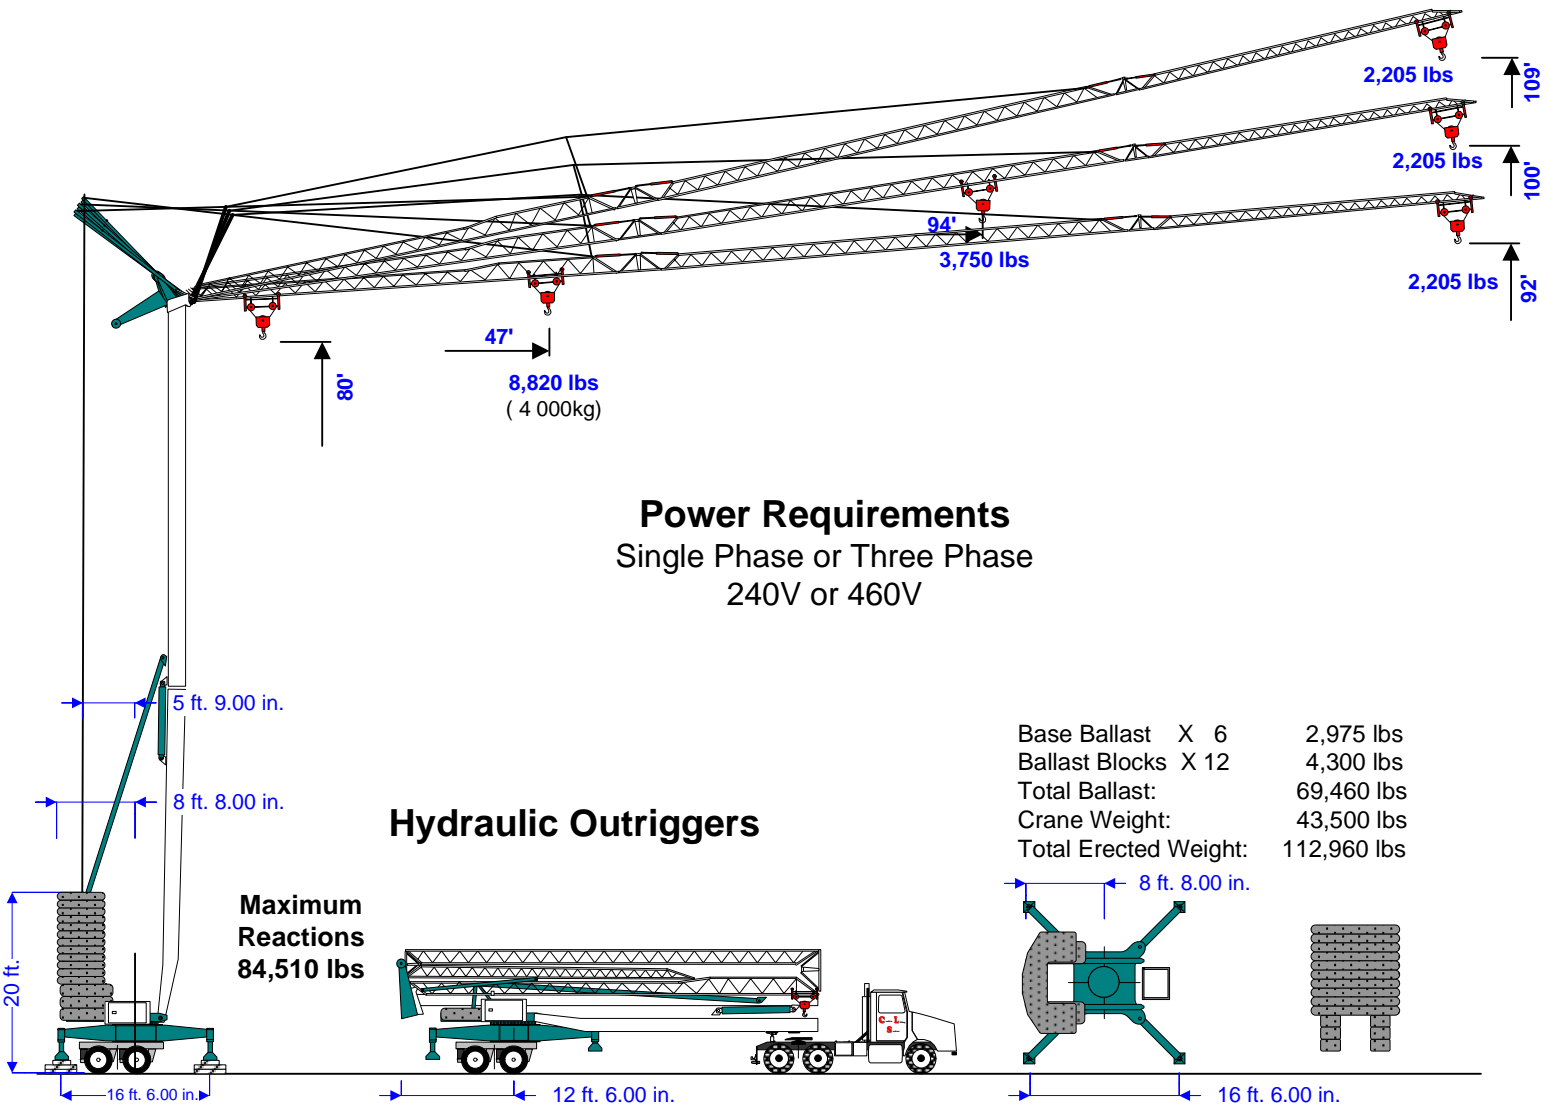 2,205 lbs
109'
2,205 lbs
100'
94'
3,750 lbs
2,205 lbs
92'
47'
80'
8,820 lbs
( 4 000kg)
Power Requirements
Single Phase or Three Phase
240V or 460V
5 ft. 9.00 in.
8 ft. 8.00 in.
Base Ballast X 6 2,975 lbs
Ballast Blocks X 12 4,300 lbs
Total Ballast: 69,460 lbs
Crane Weight: 43,500 lbs
Total Erected Weight: 112,960 lbs
Hydraulic Outriggers
Maximum
Reactions
84,510 lbs
8 ft. 8.00 in.
20 ft.
C L
S
16 ft. 6.00 in.
12 ft. 6.00 in.
16 ft. 6.00 in.